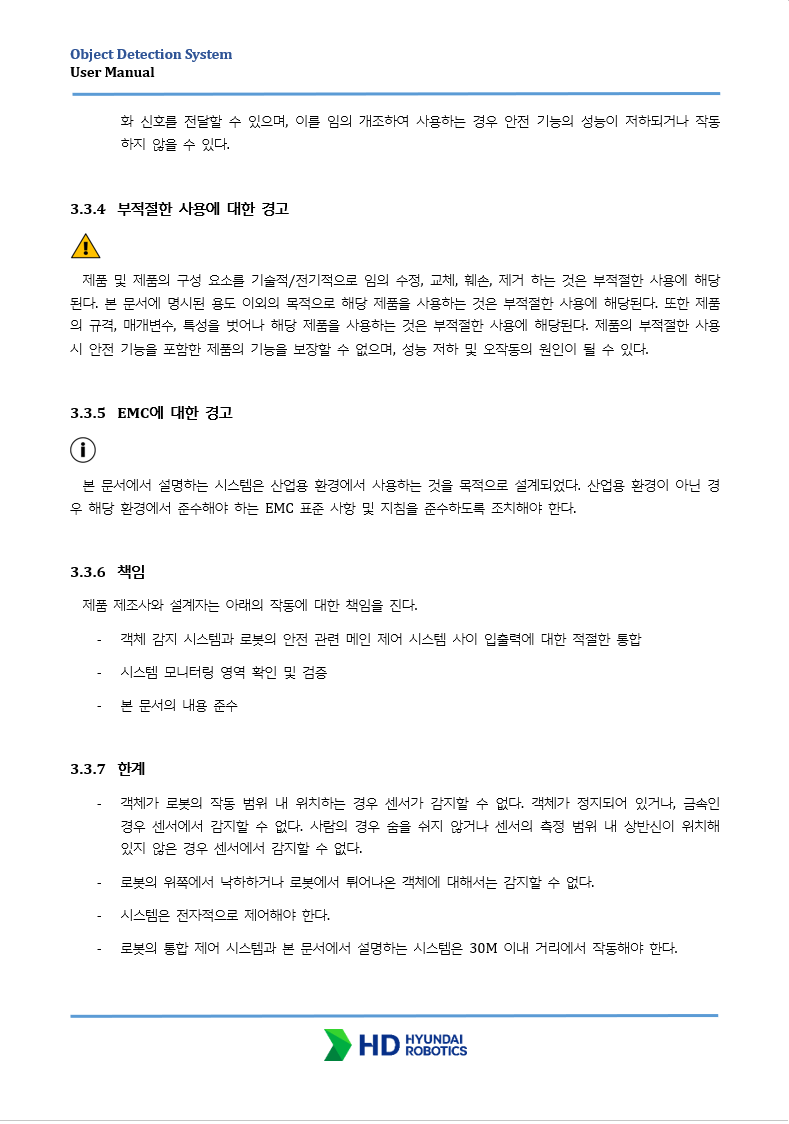 Object Detection System
User Manual
화 신호를 전달할 수 있으며, 이를 임의 개조하여 사용하는 경우 안전 기능의 성능이 저하되거나 작동
하지 않을 수 있다.
3.3.4 부적절한 사용에 대한 경고
제품 및 제품의 구성 요소를 기술적/전기적으로 임의 수정, 교체, 훼손, 제거 하는 것은 부적절한 사용에 해당
된다. 본 문서에 명시된 용도 이외의 목적으로 해당 제품을 사용하는 것은 부적절한 사용에 해당된다. 또한 제품
의 규격, 매개변수, 특성을 벗어나 해당 제품을 사용하는 것은 부적절한 사용에 해당된다. 제품의 부적절한 사용
시 안전 기능을 포함한 제품의 기능을 보장할 수 없으며, 성능 저하 및 오작동의 원인이 될 수 있다.
3.3.5 EMC에 대한 경고
본 문서에서 설명하는 시스템은 산업용 환경에서 사용하는 것을 목적으로 설계되었다. 산업용 환경이 아닌 경
우 해당 환경에서 준수해야 하는 EMC 표준 사항 및 지침을 준수하도록 조치해야 한다.
3.3.6 책임
제품 제조사와 설계자는 아래의 작동에 대한 책임을 진다.
- 객체 감지 시스템과 로봇의 안전 관련 메인 제어 시스템 사이 입출력에 대한 적절한 통합
- 시스템 모니터링 영역 확인 및 검증
- 본 문서의 내용 준수
3.3.7 한계
- 객체가 로봇의 작동 범위 내 위치하는 경우 센서가 감지할 수 없다. 객체가 정지되어 있거나, 금속인
경우 센서에서 감지할 수 없다. 사람의 경우 숨을 쉬지 않거나 센서의 측정 범위 내 상반신이 위치해
있지 않은 경우 센서에서 감지할 수 없다.
- 로봇의 위쪽에서 낙하하거나 로봇에서 튀어나온 객체에 대해서는 감지할 수 없다.
- 시스템은 전자적으로 제어해야 한다.
- 로봇의 통합 제어 시스템과 본 문서에서 설명하는 시스템은 30M 이내 거리에서 작동해야 한다.
HD HYUNDAI
ROBOTICS